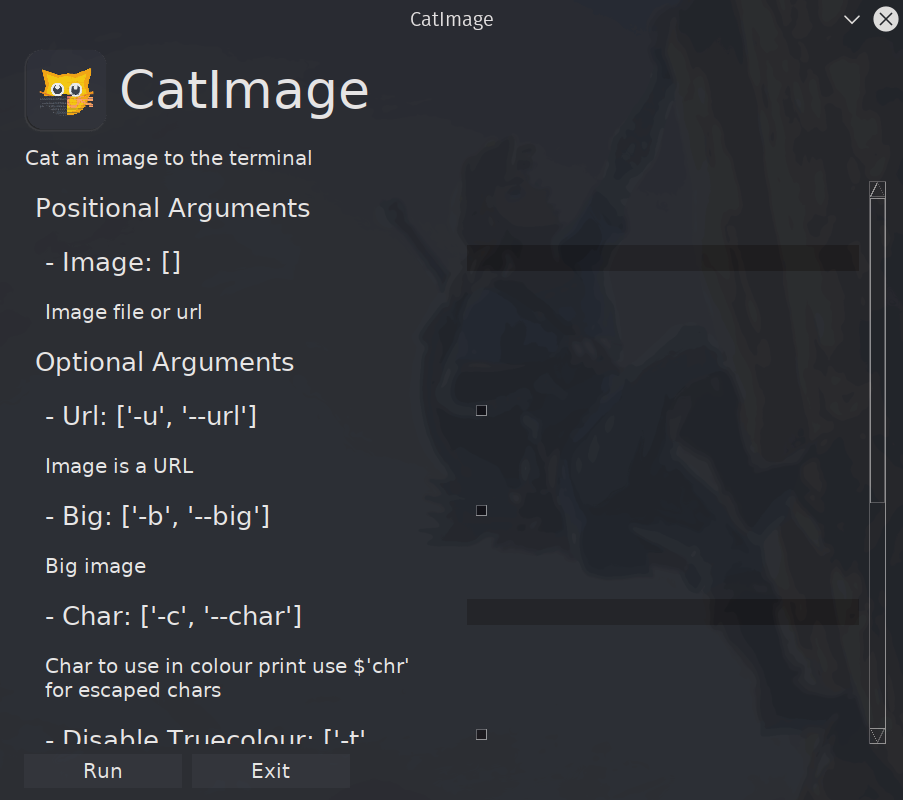 CatImage
CatImage
Cat an image to the terminal
Positional Arguments
- Image: []
Image file or url
Optional Arguments
- Url: ['-u', '--url']
Image is a URL
- Big: ['-b', '--big']
Big image
- Char: ['-c', '--char']
Char to use in colour print use $'chr'
for escaped chars
- Disable Truecolour: ['-t'
Run Exit